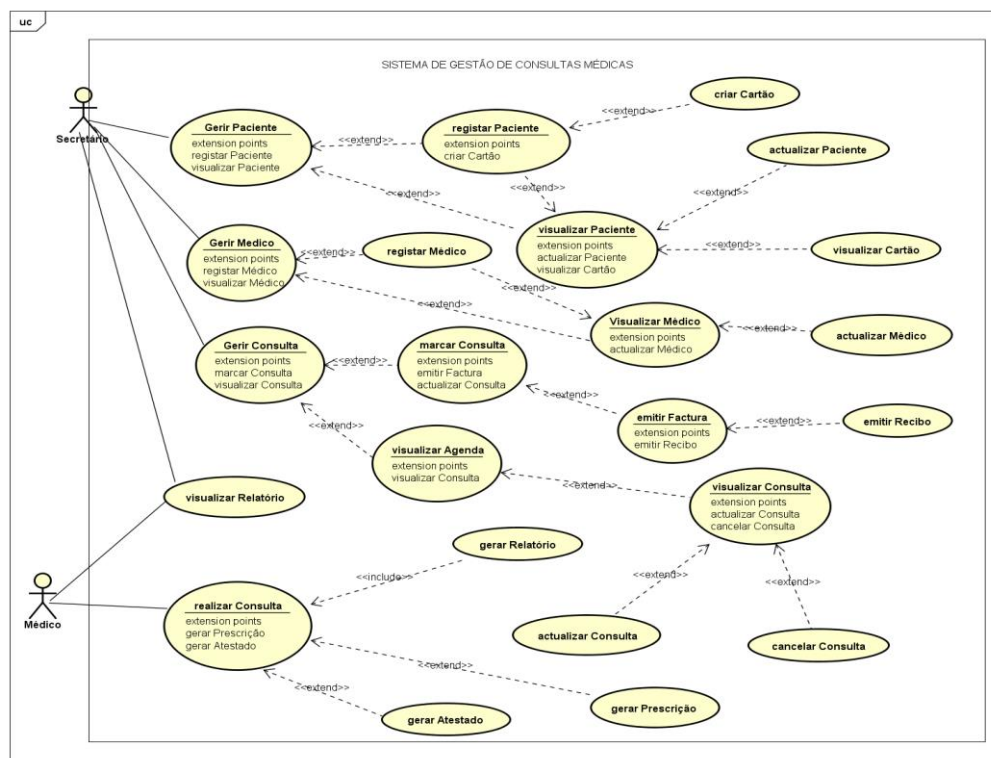 uc
SISTEMA DE GESTÃO DE CONSULTAS MÉDICAS
Secretário
Gerir Paciente
extension points
registar Paciente
visualizar Paciente
<<extend>>
registar Paciente
extension points
criar Cartão
<<extend>>
criar Cartão
<<extend>>
<<extend>>
actualizar Paciente
<<extend>>
visualizar Paciente
extension points
actualizar Paciente
visualizar Cartão
<<extend>>
visualizar Cartão
Gerir Medico
extension points
registar Médico
visualizar Médico
<<extend>>
registar Médico
<<extend>>
<<extend>>
Visualizar Médico
extension points
actualizar Médico
<<extend>>
actualizar Médico
Gerir Consulta
extension points
marcar Consulta
visualizar Consulta
<<extend>>
marcar Consulta
extension points
emitir Factura
actualizar Consulta
<<extend>>
emitir Factura
extension points
emitir Recibo
<<extend>>
emitir Recibo
<<extend>>
visualizar Agenda
extension points
visualizar Consulta
<<extend>>
visualizar Consulta
extension points
actualizar Consulta
cancelar Consulta
visualizar Relatório
gerar Relatório
<<include>>
Médico
realizar Consulta
extension points
gerar Prescrição
gerar Atestado
<<extend>>
<<extend>>
actualizar Consulta
cancelar Consulta
<<extend>>
<<extend>>
gerar Atestado
gerar Prescrição